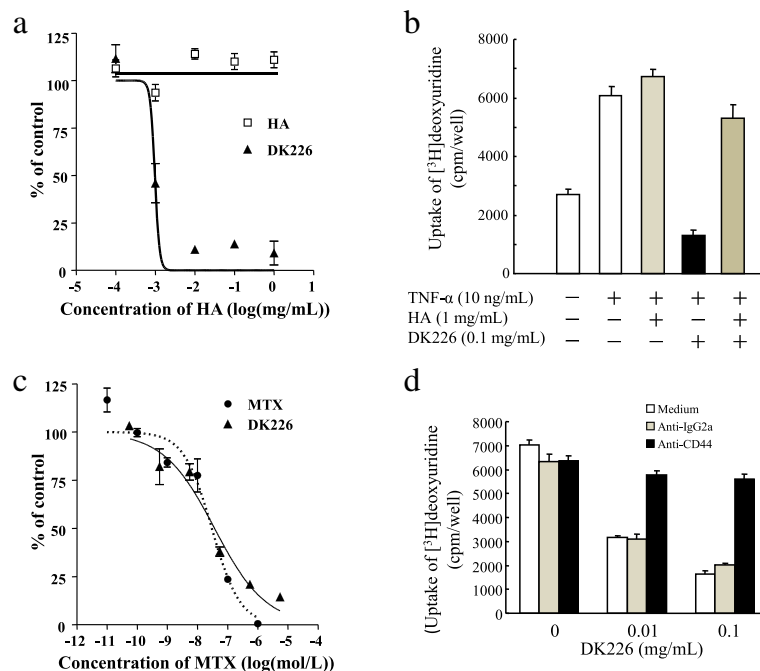 a
% of control
125
100
75
50
25
0
HA
DK226
-5 -4 -3 -2 -1 0 1
Concentration of HA (log(mg/mL))
b
Uptake of [³H]deoxyuridine
(cpm/well)
8000
6000
4000
2000
0
TNF-α (10 ng/mL) − + + + +
HA (1 mg/mL) − − + − +
DK226 (0.1 mg/mL) − − − + +
c
% of control
125
100
75
50
25
0
MTX
DK226
-12 -11 -10 -9 -8 -7 -6 -5 -4
Concentration of MTX (log(mol/L))
d
(Uptake of [³H]deoxyuridine
(cpm/well)
8000
7000
6000
5000
4000
3000
2000
1000
0
Medium
Anti-IgG2a
Anti-CD44
0 0.01 0.1
DK226 (mg/mL)